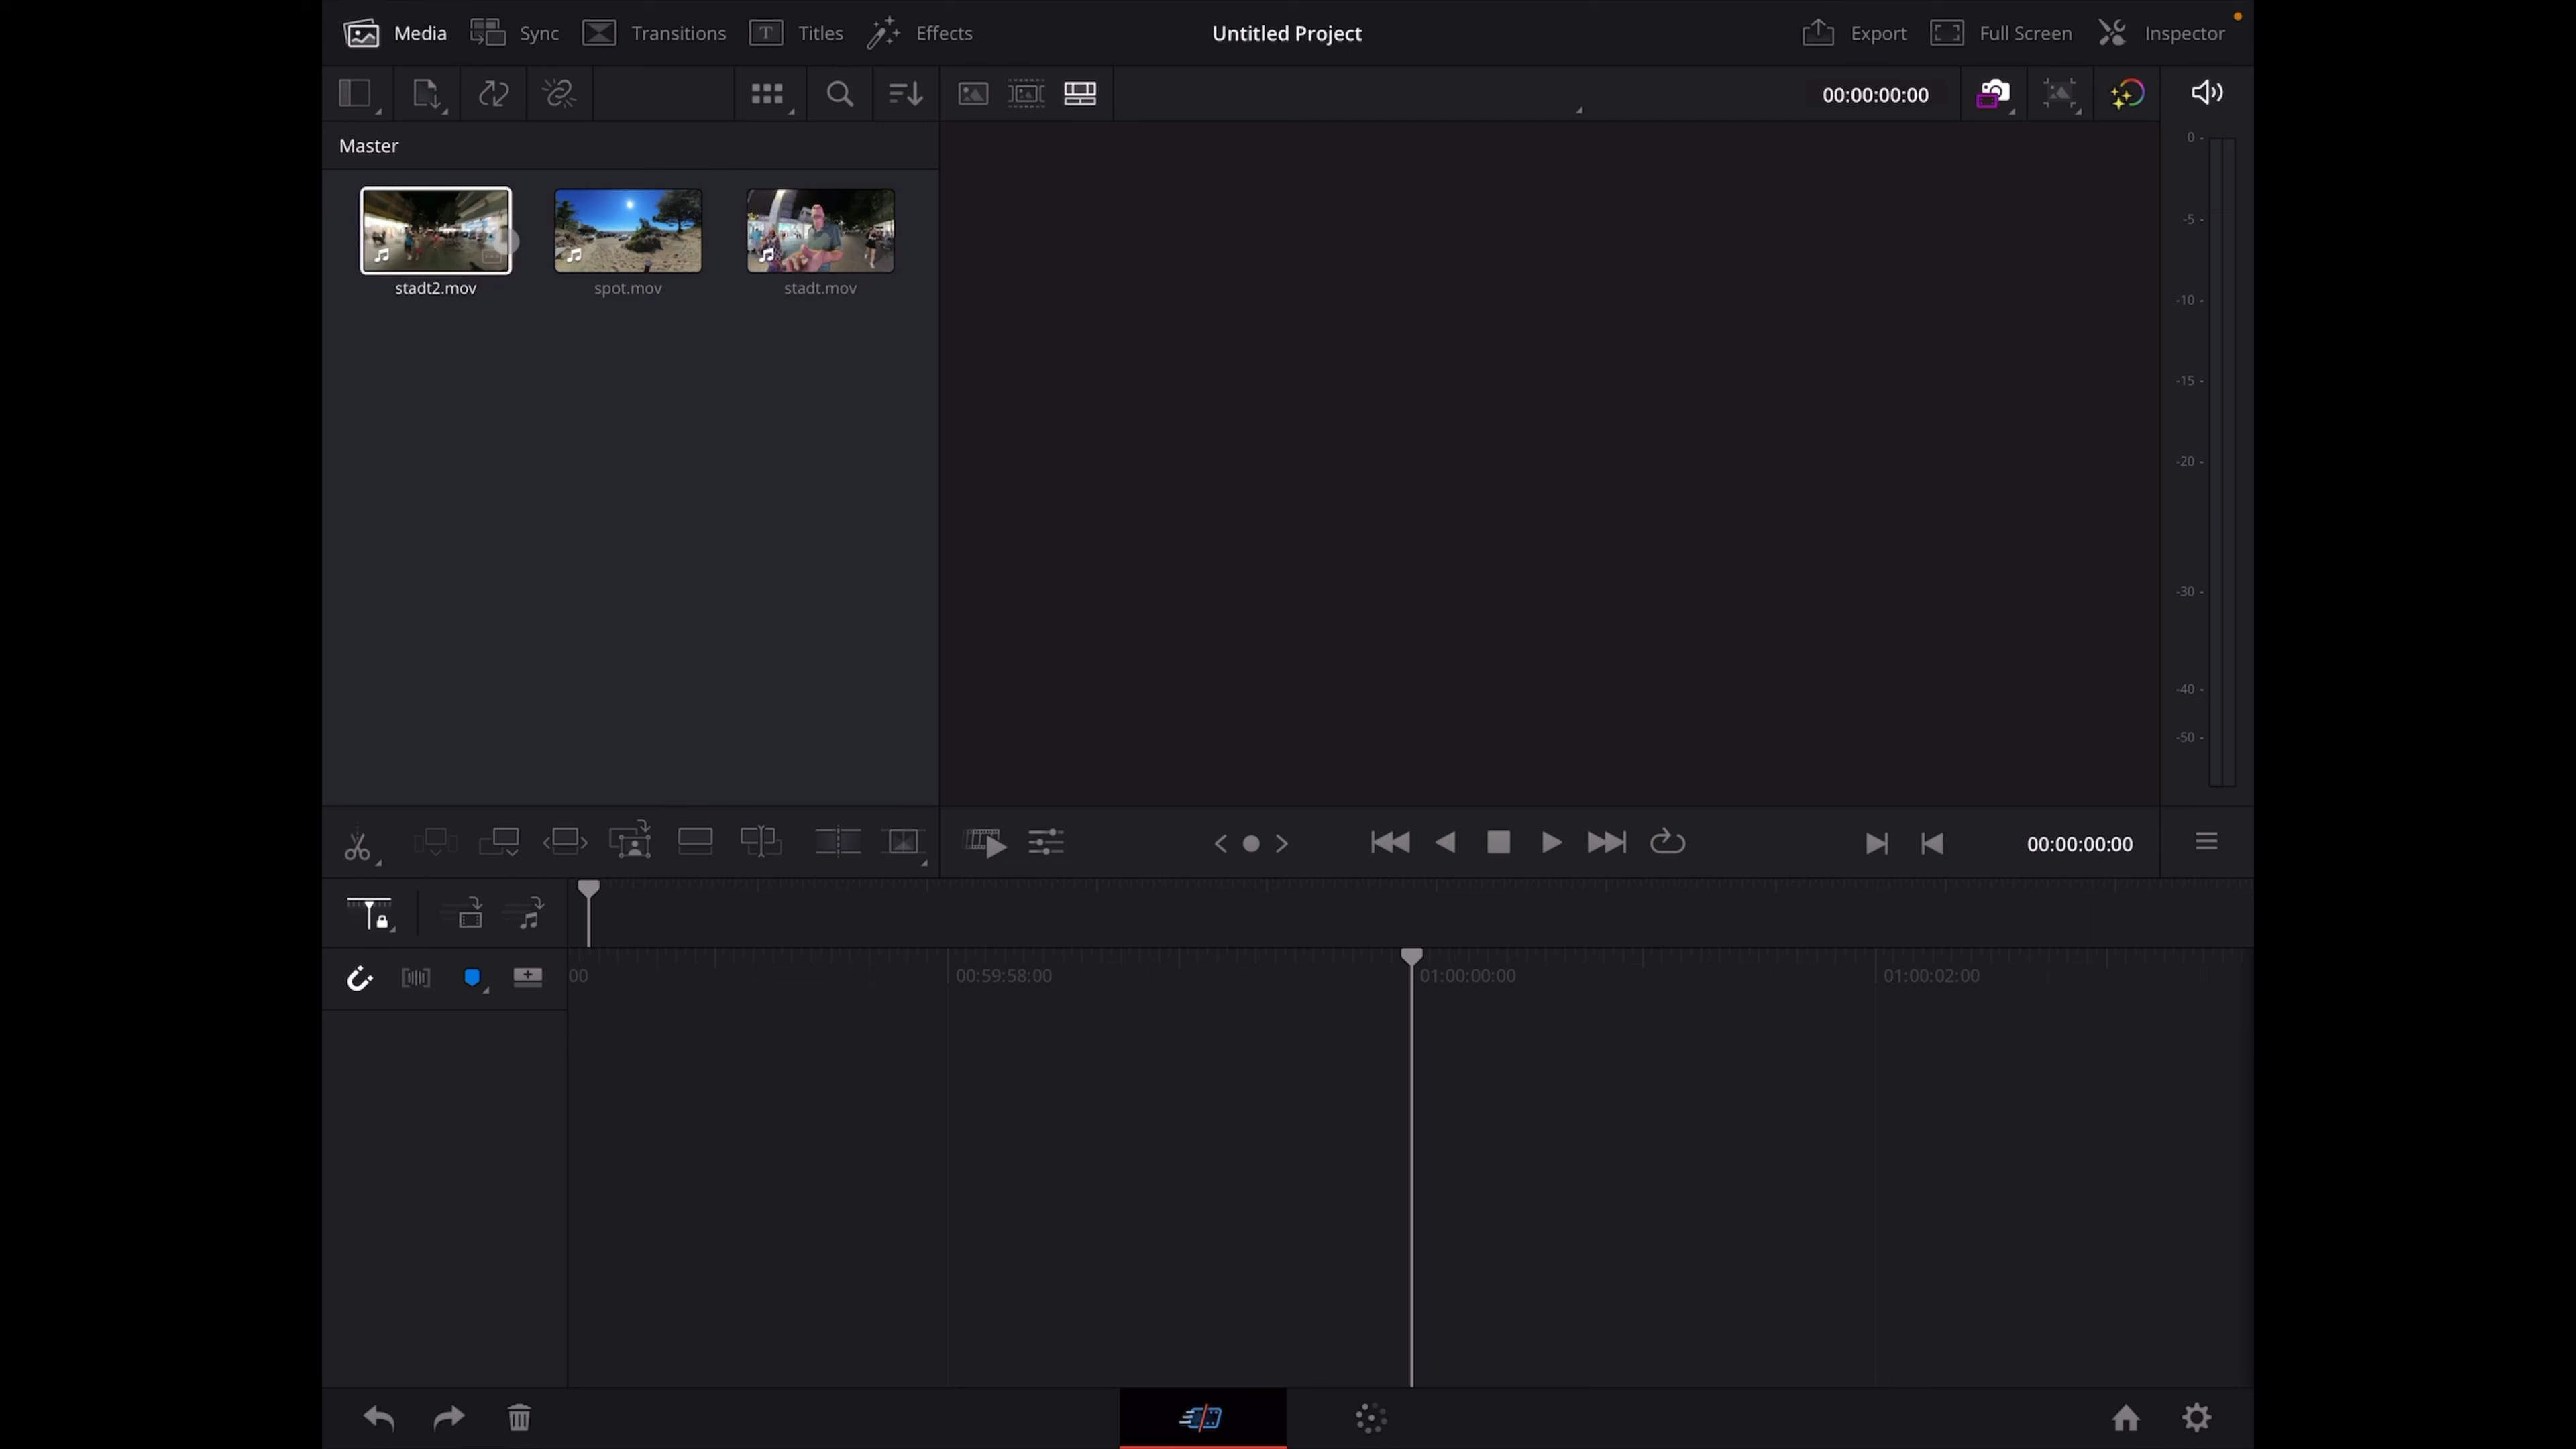 Media Sync Transitions T Titles Effects Untitled Project Export Full Screen Inspector
00:00:00:00
Master
0
-5
-10
-15
-20
-30
-40
-50
stadt2.mov spot.mov stadt.mov
00:00:00:00
00 00:59:58:00 01:00:00:00 01:00:02:00